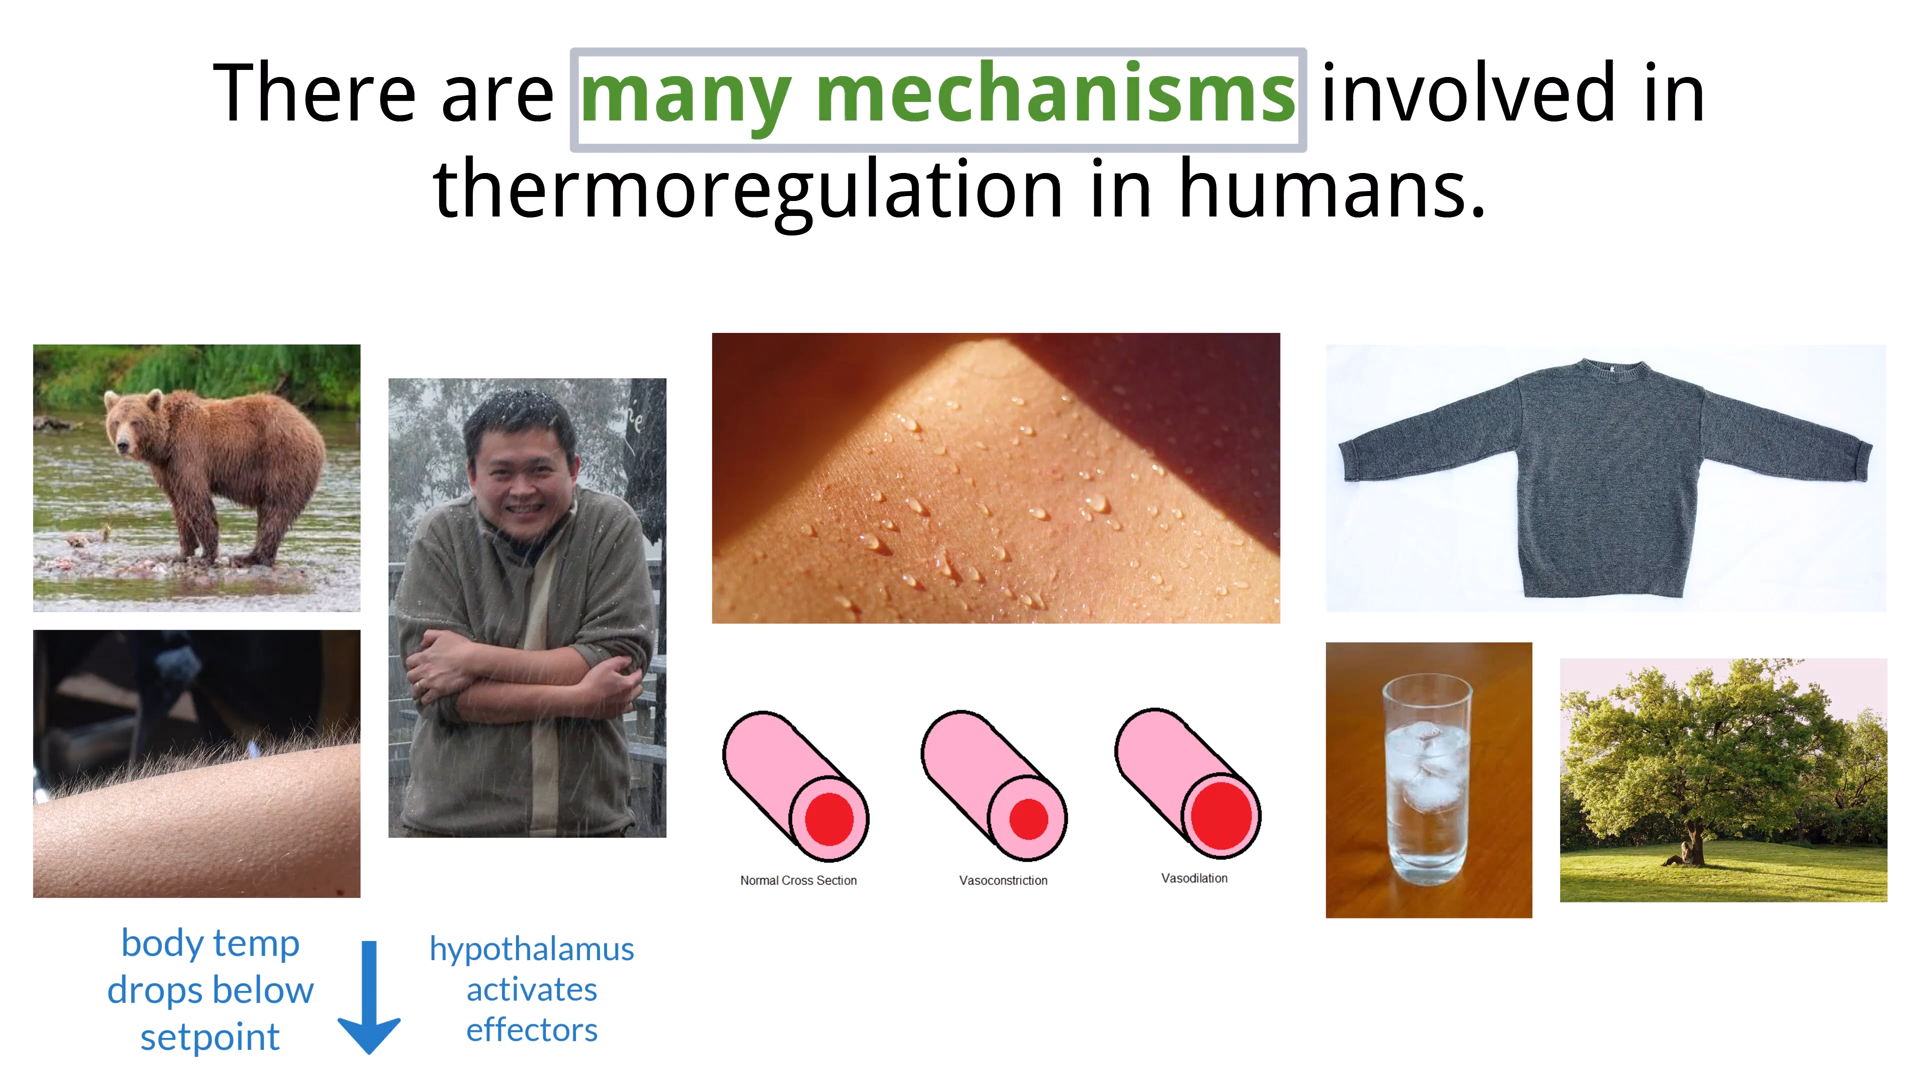 There are many mechanisms involved in
thermoregulation in humans.
Normal Cross Section
Vasoconstriction
Vasodilation
body temp
drops below
setpoint
hypothalamus
activates
effectors